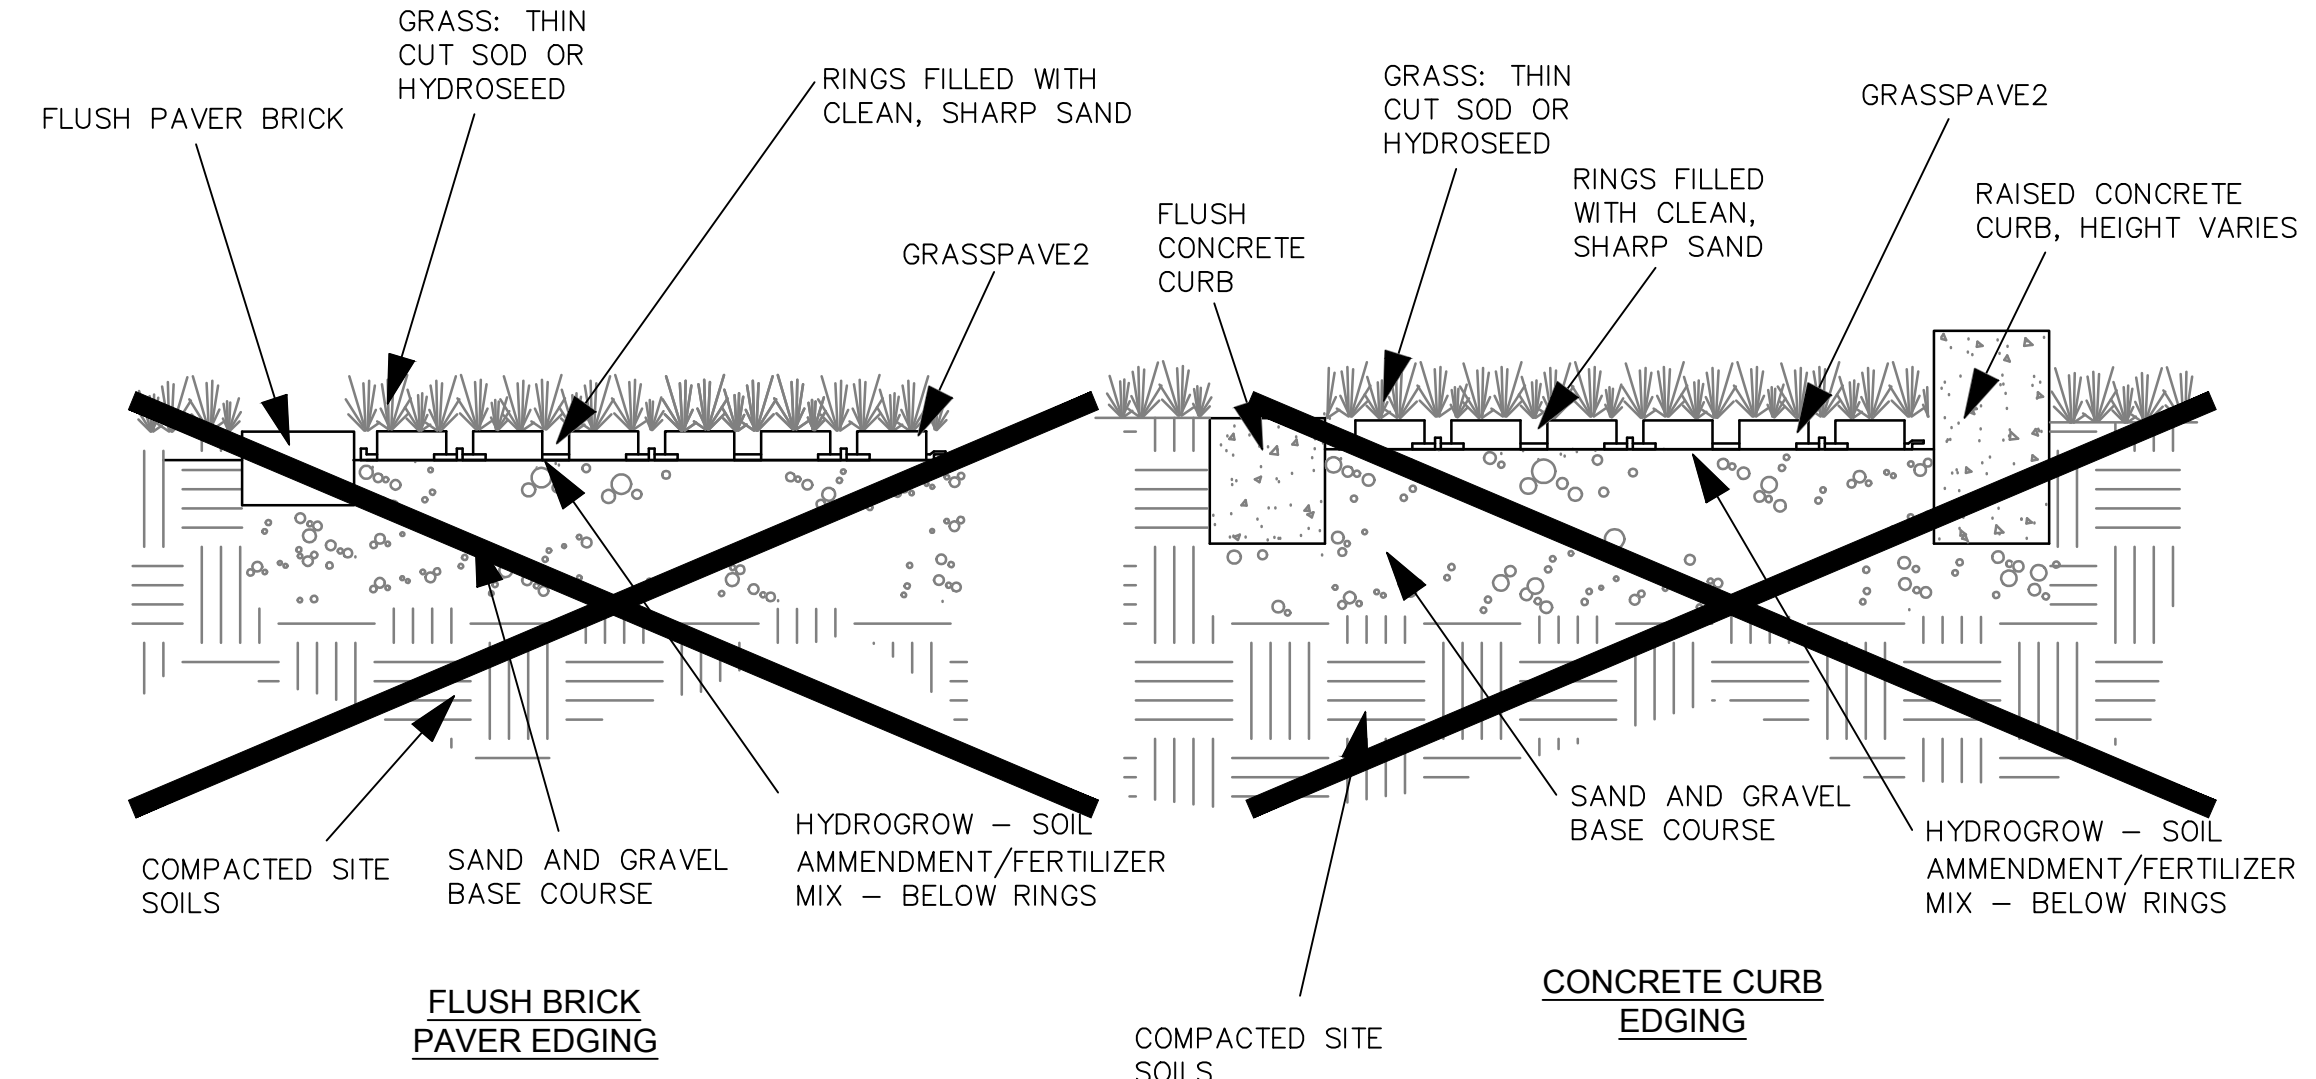 GRASS: THIN
CUT SOD OR
HYDROSEED
FLUSH PAVER BRICK
RINGS FILLED WITH
CLEAN, SHARP SAND
GRASSPAVE2
COMPACTED SITE
SOILS
SAND AND GRAVEL
BASE COURSE
HYDROGROW – SOIL
AMMENDMENT/FERTILIZER
MIX – BELOW RINGS
FLUSH BRICK
PAVER EDGING
GRASS: THIN
CUT SOD OR
HYDROSEED
GRASSPAVE2
RINGS FILLED
WITH CLEAN,
SHARP SAND
RAISED CONCRETE
CURB, HEIGHT VARIES
FLUSH
CONCRETE
CURB
SAND AND GRAVEL
BASE COURSE
HYDROGROW – SOIL
AMMENDMENT/FERTILIZER
MIX – BELOW RINGS
COMPACTED SITE
SOILS
CONCRETE CURB
EDGING